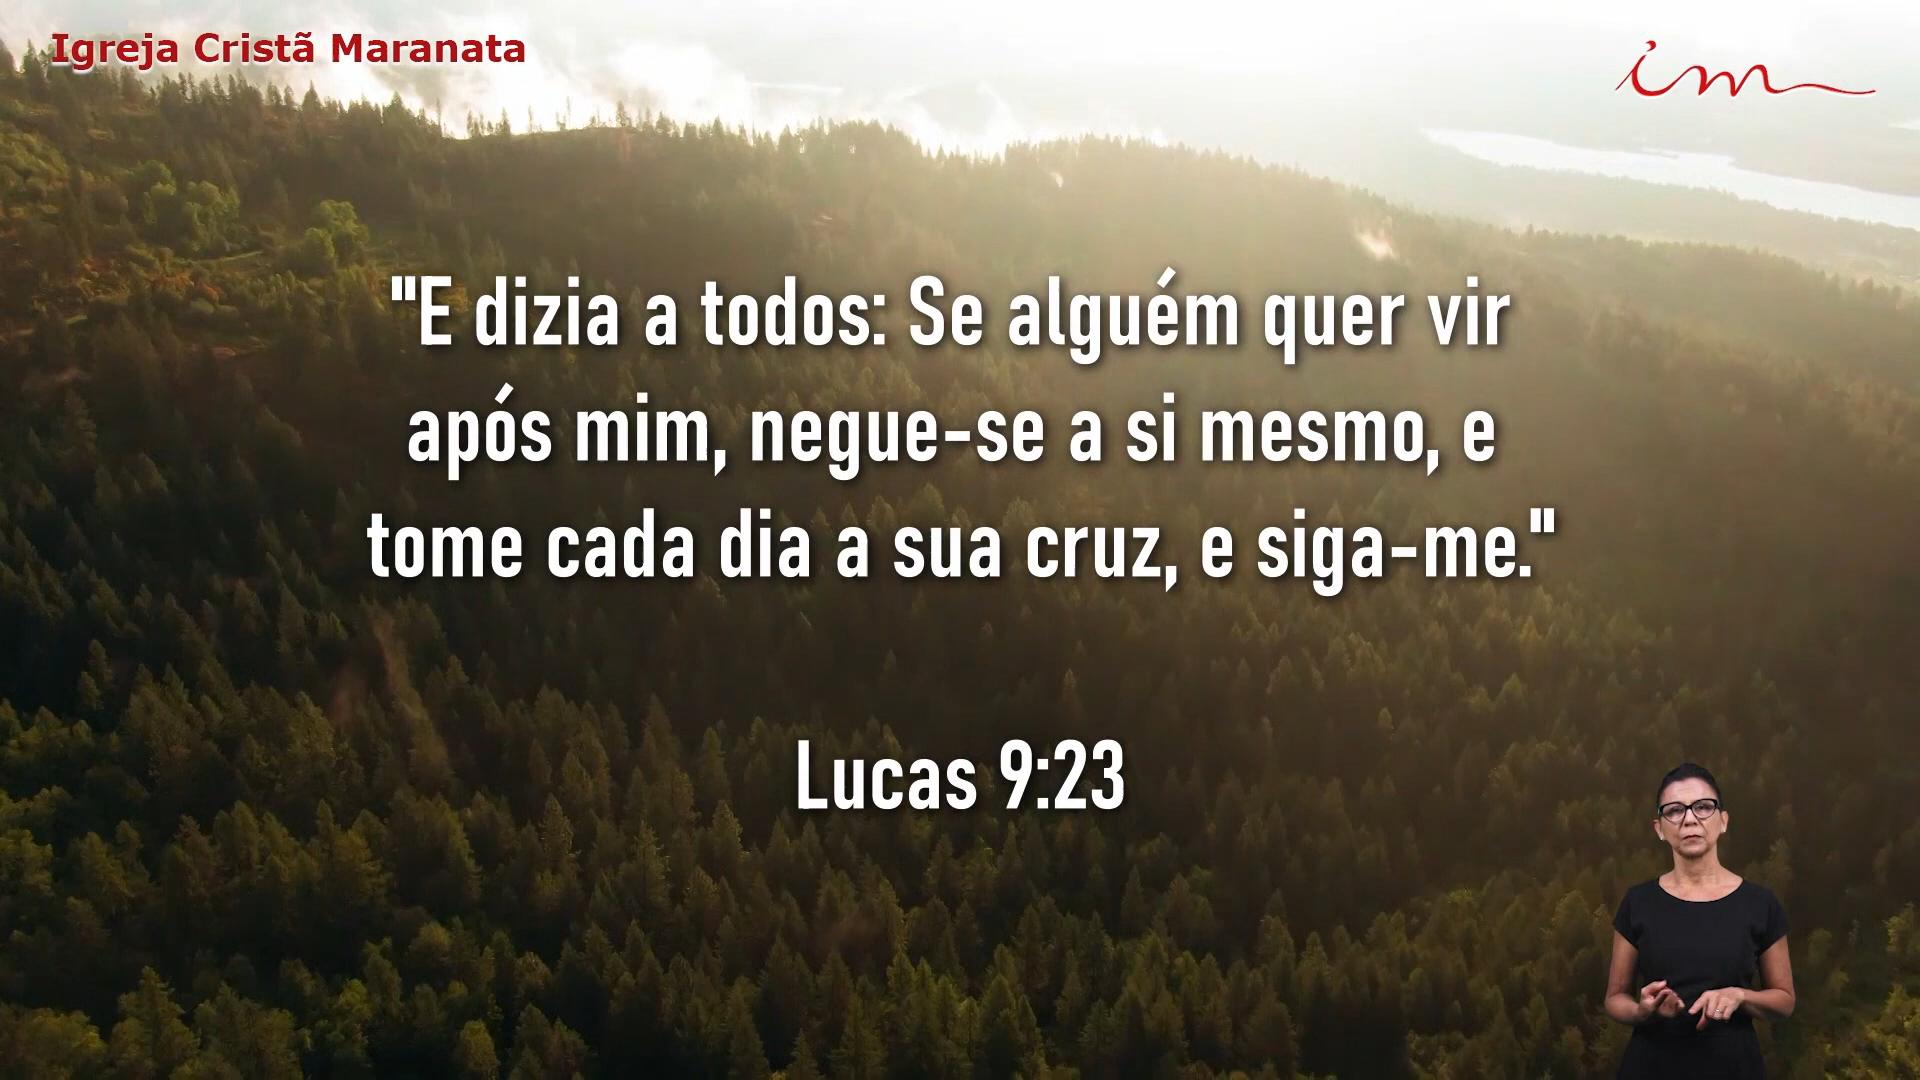 Igreja Cristã Maranata
im
"E dizia a todos: Se alguém quer vir
após mim, negue-se a si mesmo, e
tome cada dia a sua cruz, e siga-me."
Lucas 9:23